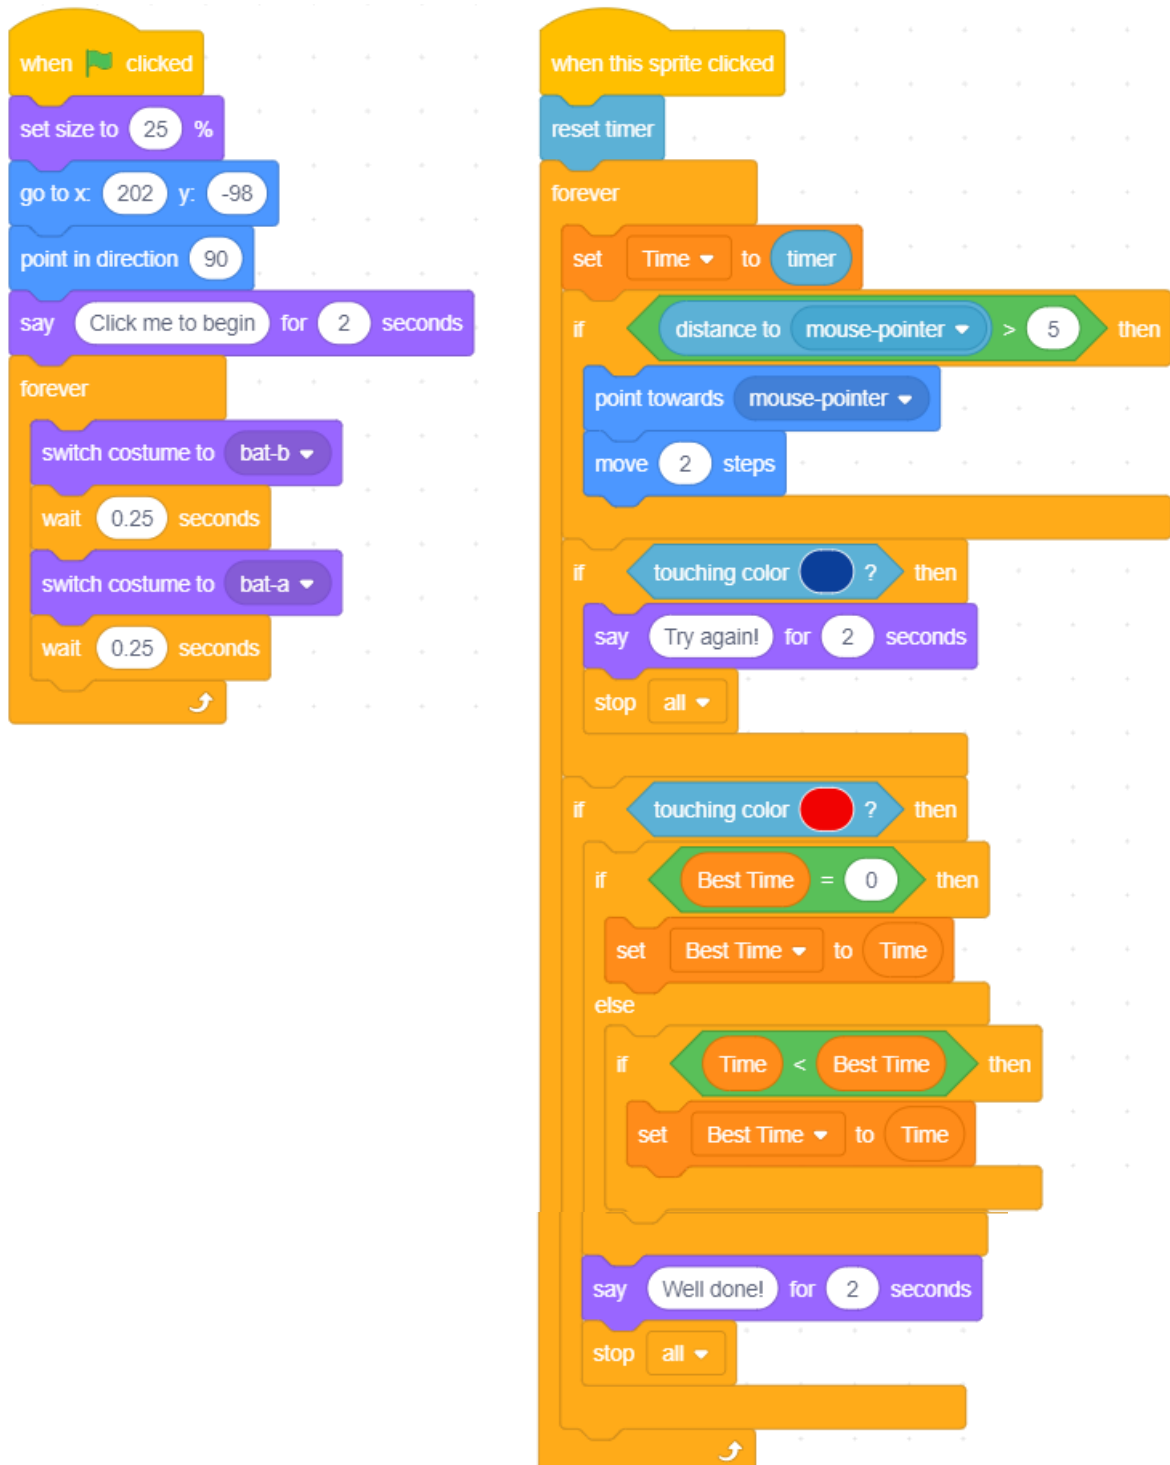 when clicked
set size to 25 %
go to x: 202 y: -98
point in direction 90
say Click me to begin for 2 seconds
forever
switch costume to bat-b
wait 0.25 seconds
switch costume to bat-a
wait 0.25 seconds
when this sprite clicked
reset timer
forever
set Time to timer
if distance to mouse-pointer > 5 then
point towards mouse-pointer
move 2 steps
if touching color ? then
say Try again! for 2 seconds
stop all
if touching color ? then
if Best Time = 0 then
set Best Time to Time
else
if Time < Best Time then
set Best Time to Time
say Well done! for 2 seconds
stop all